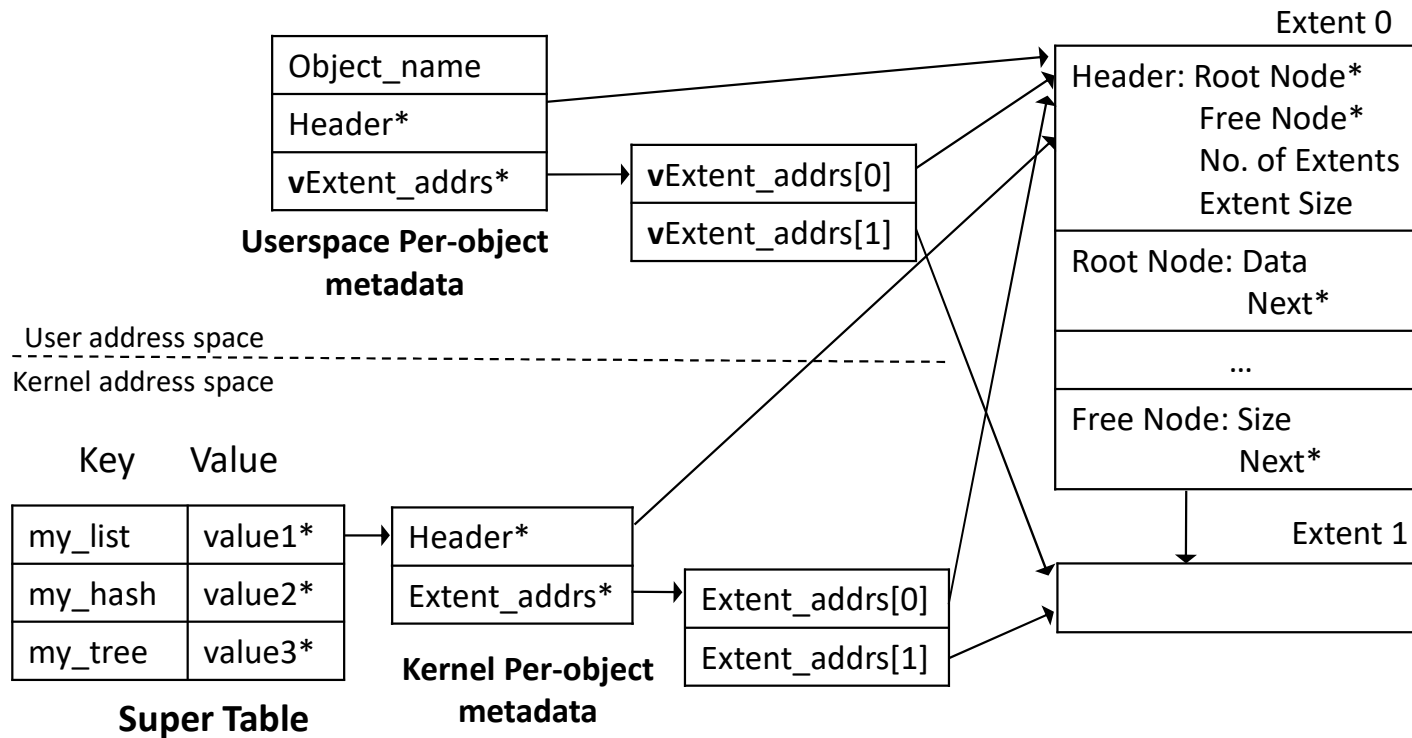 Extent 0
Object_name
Header*
vExtent_addrs*
Userspace Per-object
metadata
vExtent_addrs[0]
vExtent_addrs[1]
Header: Root Node*
Free Node*
No. of Extents
Extent Size
Root Node: Data
Next*
...
Free Node: Size
Next*
User address space
Kernel address space
Key Value
my_list value1*
my_hash value2*
my_tree value3*
Super Table
Header*
Extent_addrs*
Kernel Per-object
metadata
Extent_addrs[0]
Extent_addrs[1]
Extent 1